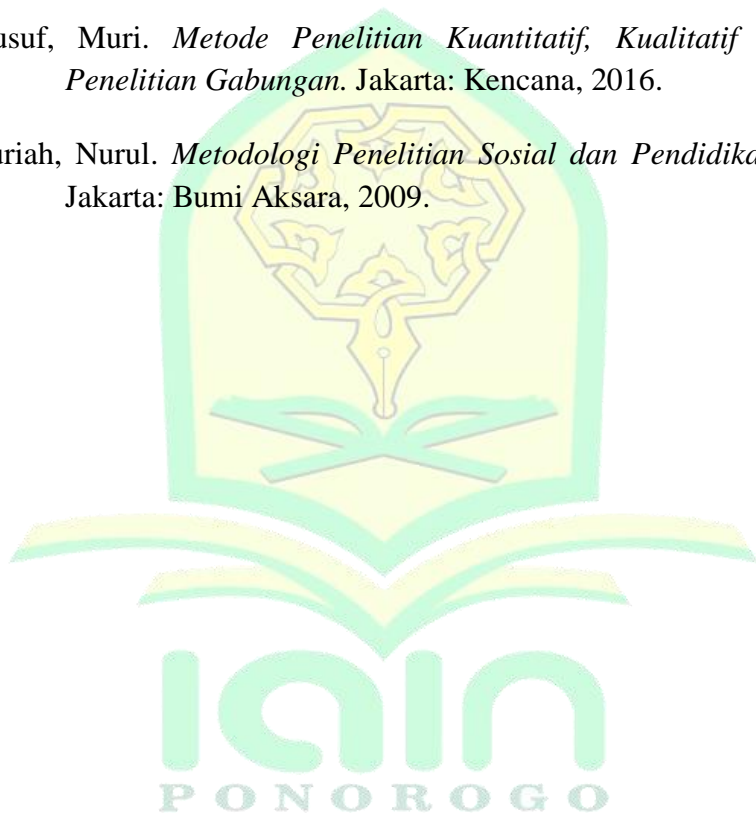 usuf, Muri. Metode Penelitian Kuantitatif, Kualitatif
Penelitian Gabungan. Jakarta: Kencana, 2016.
uriah, Nurul. Metodologi Penelitian Sosial dan Pendidika
Jakarta: Bumi Aksara, 2009.
iain
PONOROGO